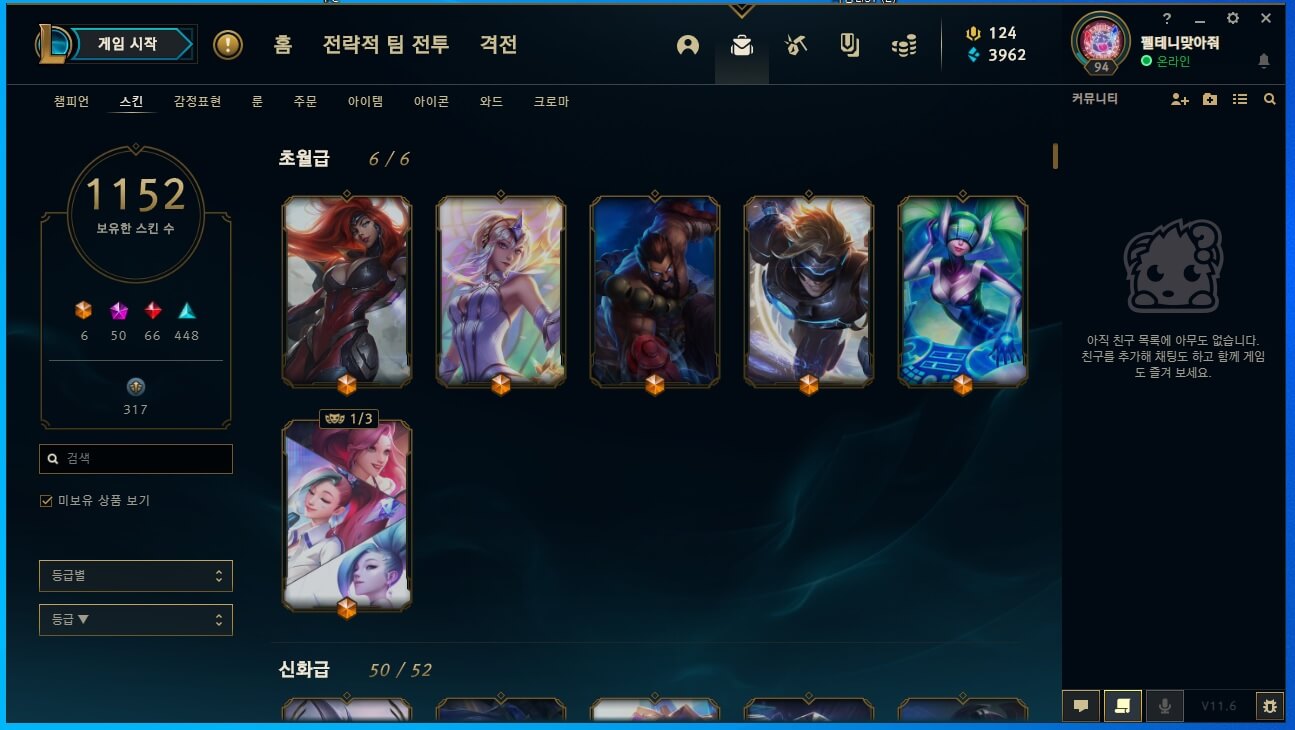 게임 시작
홈
전략적 팀 전투
격전
124
3962
94
펠테니맞아줘
온라인
챔피언
스킨
감정표현
룬
주문
아이템
아이콘
와드
크로마
커뮤니티
1152
보유한 스킨 수
6
50
66
448
317
검색
미보유 상품 보기
등급별
등급 ▼
초월급
6 / 6
1/3
신화급
50 / 52
아직 친구 목록에 아무도 없습니다.
친구를 추가해 채팅도 하고 함께 게임
도 즐겨 보세요.
V11.6